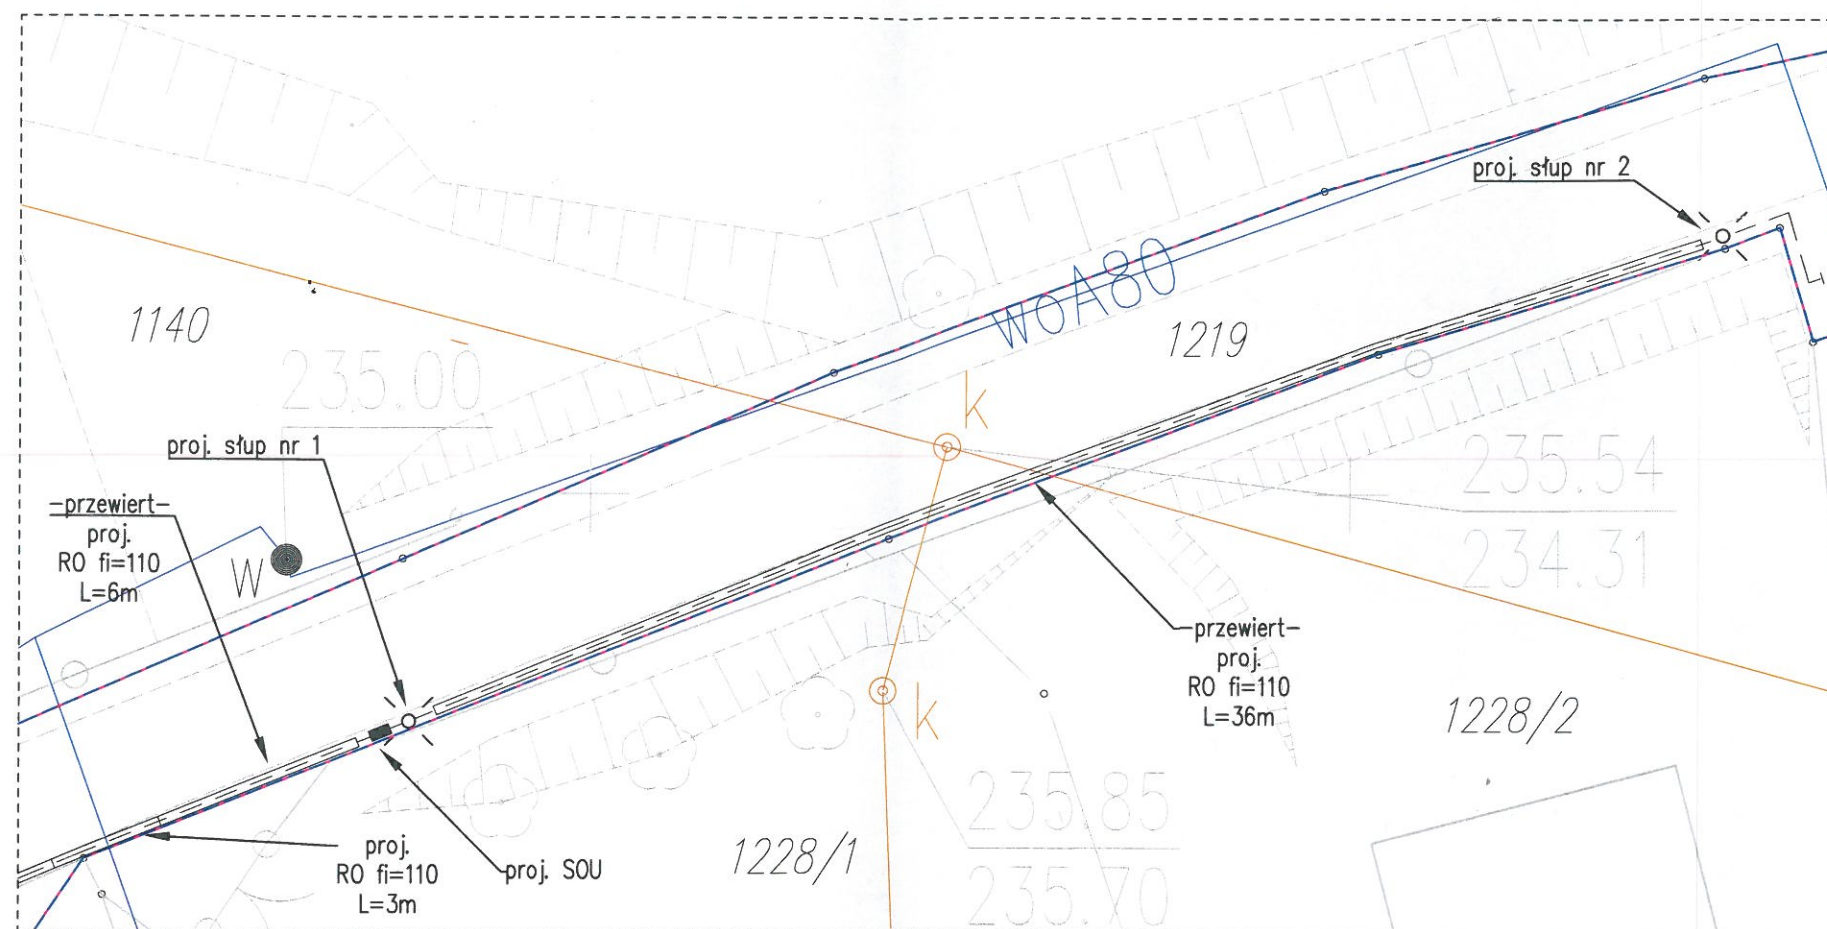 proj. słup nr 2
WOA80
1140
1219
235.00
k
proj. słup nr 1
235.54
234.31
–przewiert–
proj.
RO fi=110
L=6m
W
–przewiert–
proj.
RO fi=110
L=36m
k
1228/2
235.85
235.70
1228/1
proj.
RO fi=110
L=3m
proj. SOU